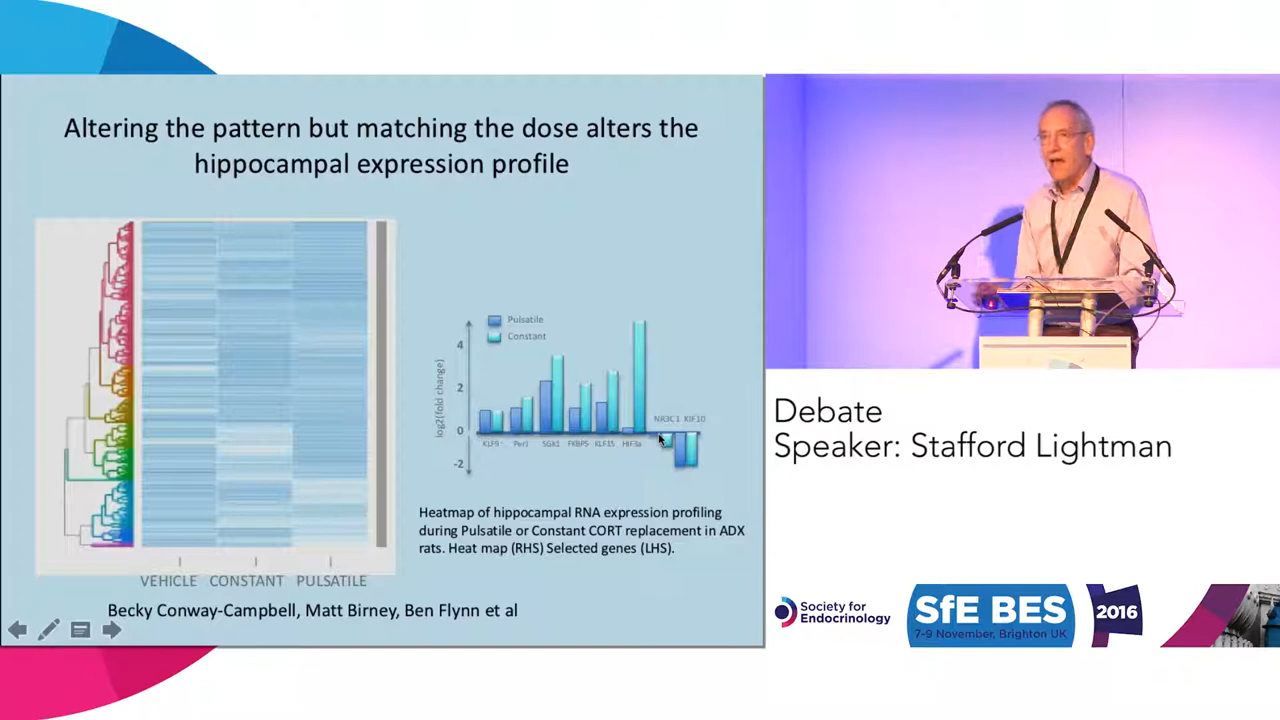 Altering the pattern but matching the dose alters the
hippocampal expression profile
Pulsatile
Constant
log2(fold change)
4
2
0
-2
NR3C1 KIF10
KLF9
Per1
SGK1
FKBP5
KLF15
HIF3a
Heatmap of hippocampal RNA expression profiling
during Pulsatile or Constant CORT replacement in ADX
rats. Heat map (RHS) Selected genes (LHS).
VEHICLE CONSTANT PULSATILE
Becky Conway-Campbell, Matt Birney, Ben Flynn et al
Debate
Speaker: Stafford Lightman
Society for
Endocrinology
SfE BES
7-9 November, Brighton UK
2016